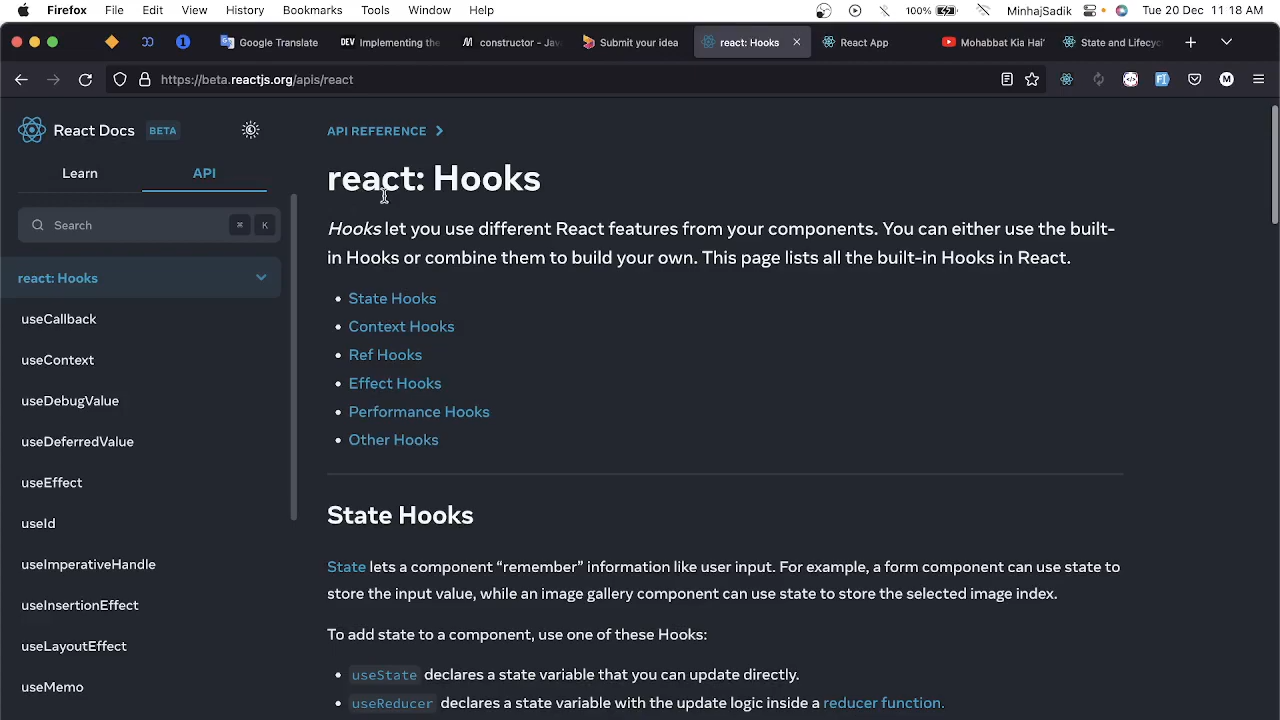 Firefox File Edit View History Bookmarks Tools Window Help 100% MinhajSadik Tue 20 Dec 11 18 AM
Google Translate DEV Implementing the constructor - Jav Submit your idea react: Hooks React App Mohabbat Kia Hai' State and Lifecyc
https://beta.reactjs.org/apis/react M
React Docs BETA
Learn API
Search ⌘ K
react: Hooks
useCallback
useContext
useDebugValue
useDeferredValue
useEffect
useId
useImperativeHandle
useInsertionEffect
useLayoutEffect
useMemo
API REFERENCE
react: Hooks
Hooks let you use different React features from your components. You can either use the built-
in Hooks or combine them to build your own. This page lists all the built-in Hooks in React.
• State Hooks
• Context Hooks
• Ref Hooks
• Effect Hooks
• Performance Hooks
• Other Hooks
State Hooks
State lets a component “remember” information like user input. For example, a form component can use state to
store the input value, while an image gallery component can use state to store the selected image index.
To add state to a component, use one of these Hooks:
• useState declares a state variable that you can update directly.
• useReducer declares a state variable with the update logic inside a reducer function.